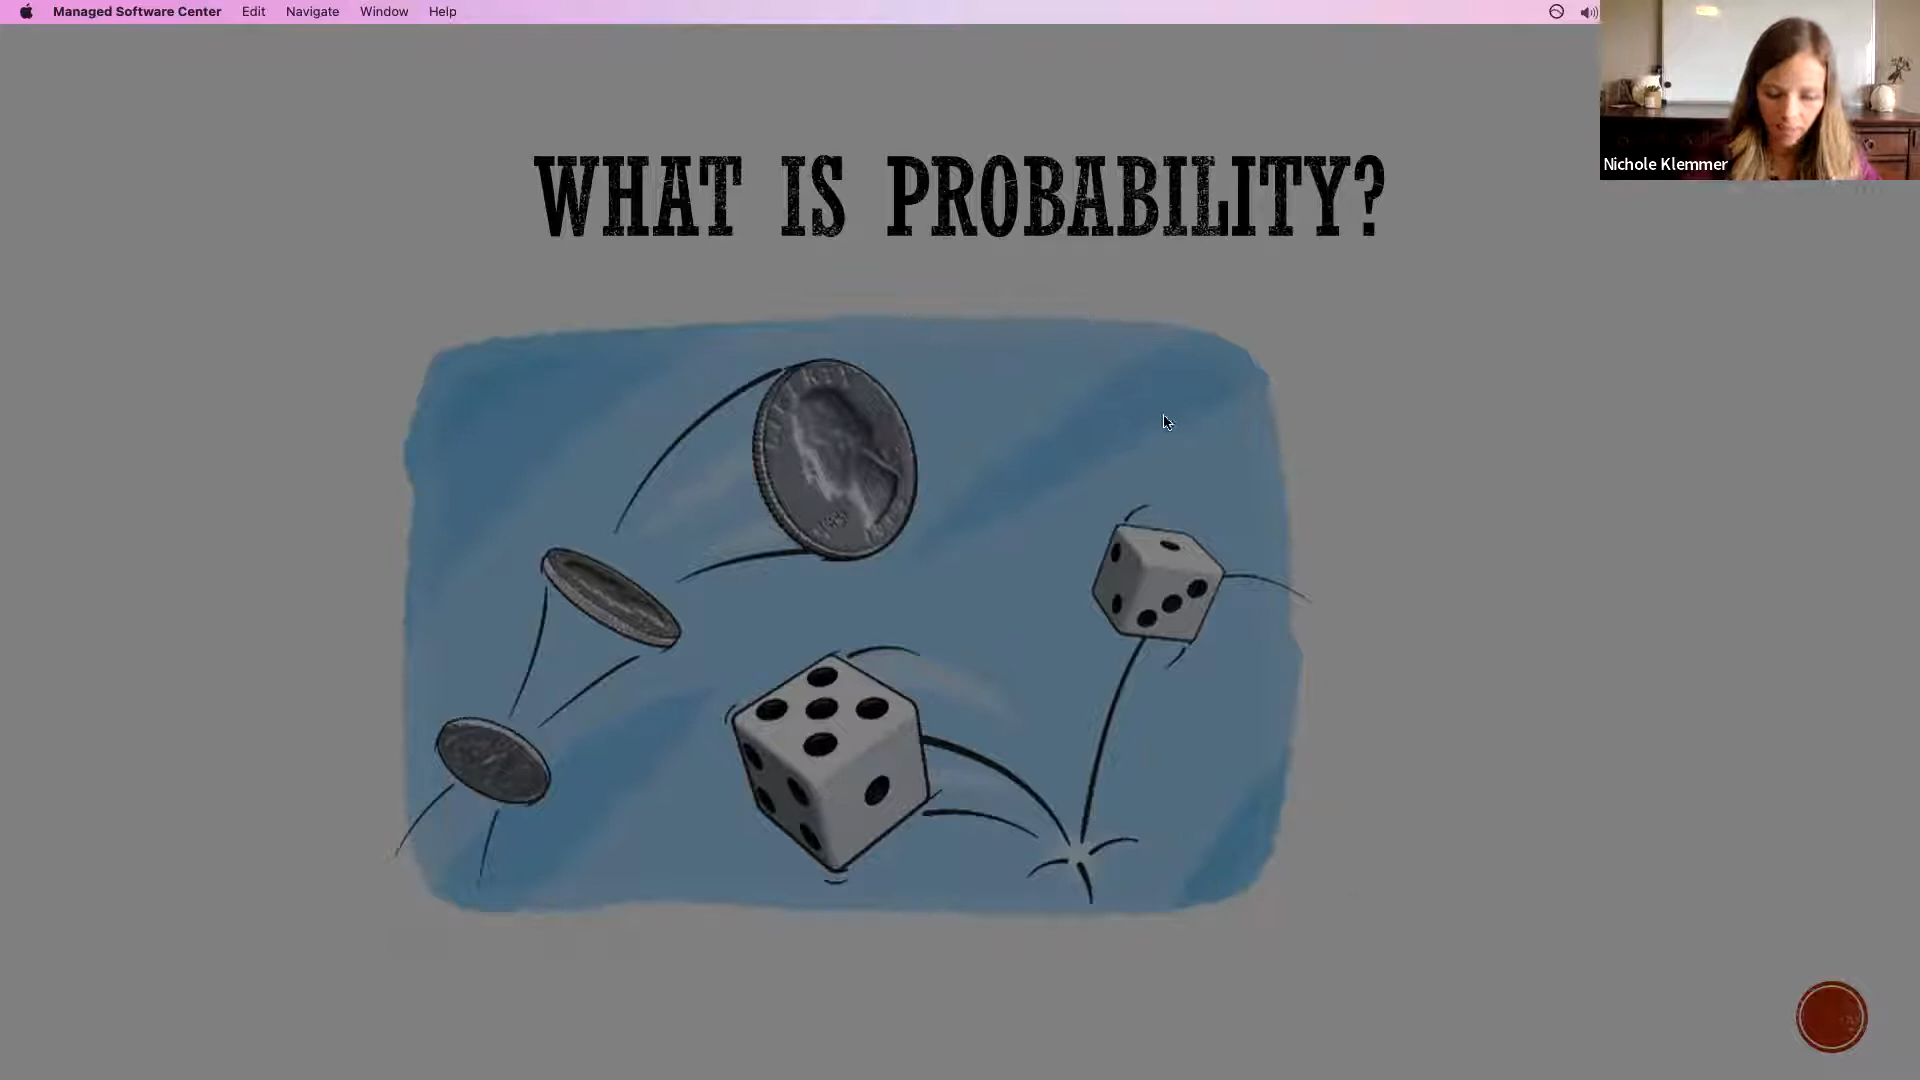 Managed Software Center Edit Navigate Window Help
Nichole Klemmer
WHAT IS PROBABILITY?